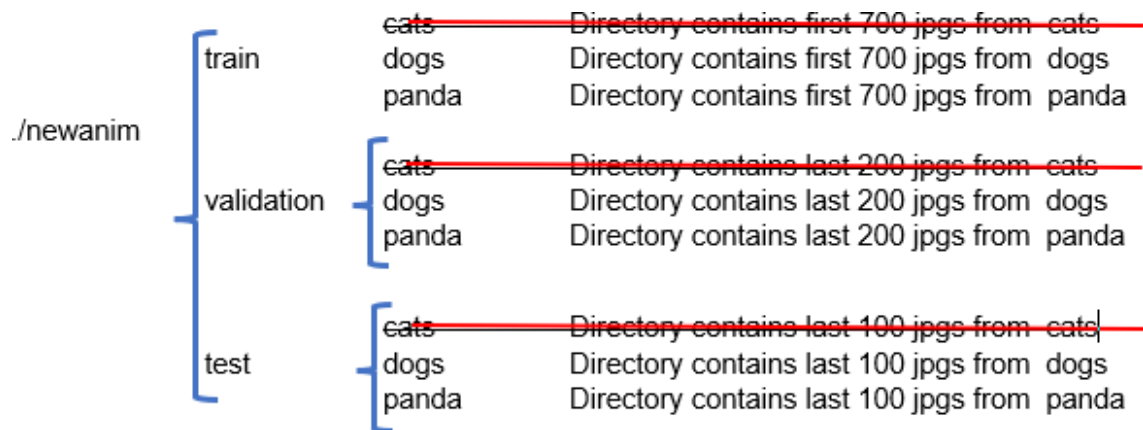 cats Directory contains first 700 jpgs from cats
train dogs Directory contains first 700 jpgs from dogs
panda Directory contains first 700 jpgs from panda
./newanim
cats Directory contains last 200 jpgs from cats
validation dogs Directory contains last 200 jpgs from dogs
panda Directory contains last 200 jpgs from panda
cats Directory contains last 100 jpgs from cats
test dogs Directory contains last 100 jpgs from dogs
panda Directory contains last 100 jpgs from panda